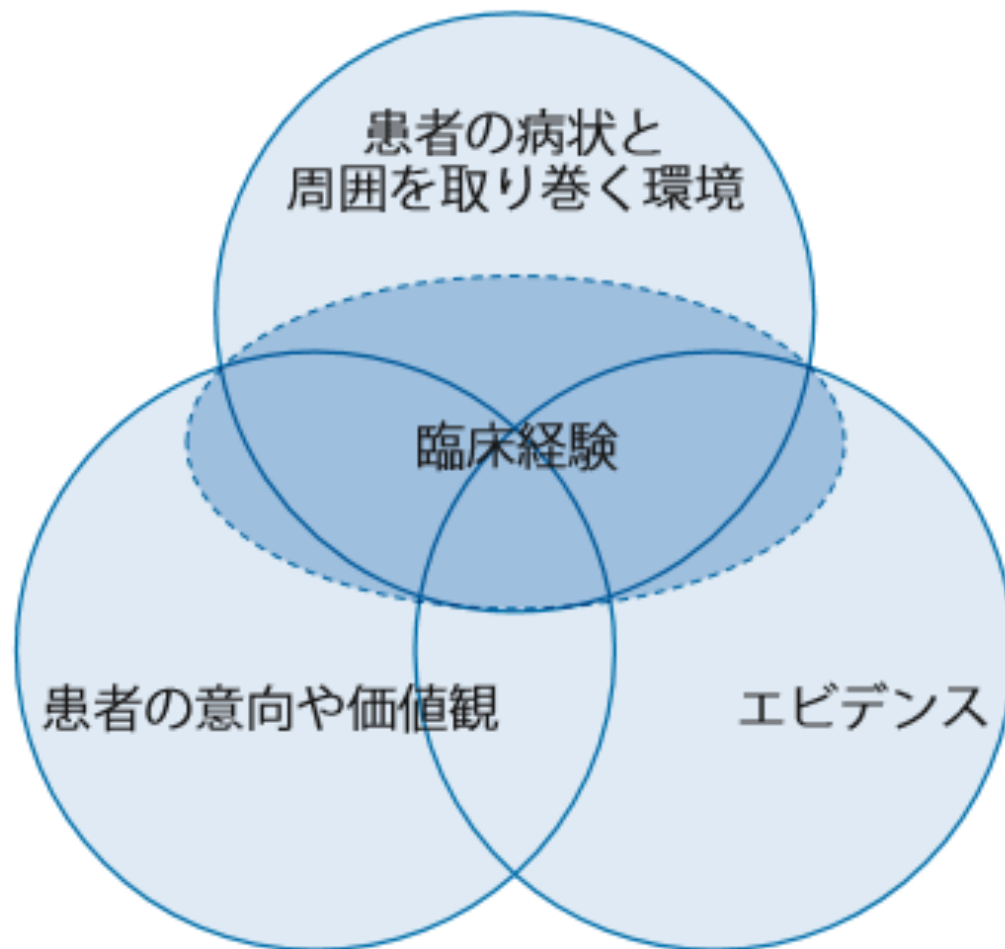 患者の病状と
周囲を取り巻く環境
臨床経験
患者の意向や価値観
エビデンス